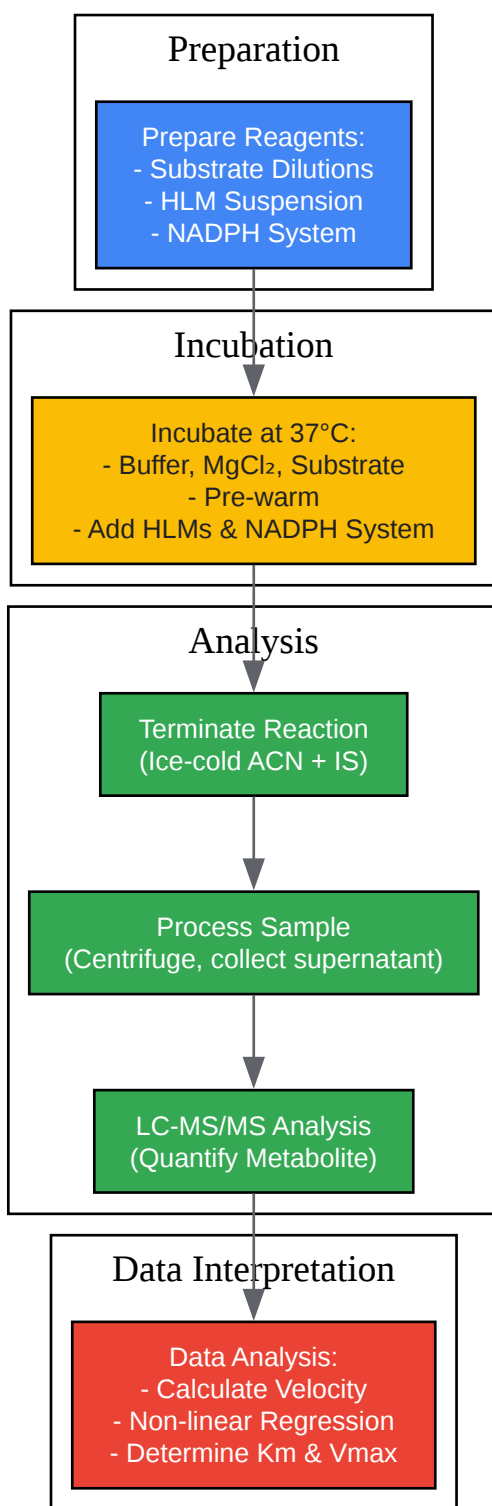 Preparation
Prepare Reagents:
- Substrate Dilutions
- HLM Suspension
- NADPH System
Incubation
Incubate at 37°C:
- Buffer, MgCl₂, Substrate
- Pre-warm
- Add HLMs & NADPH System
Analysis
Terminate Reaction
(Ice-cold ACN + IS)
Process Sample
(Centrifuge, collect supernatant)
LC-MS/MS Analysis
(Quantify Metabolite)
Data Interpretation
Data Analysis:
- Calculate Velocity
- Non-linear Regression
- Determine Km & Vmax